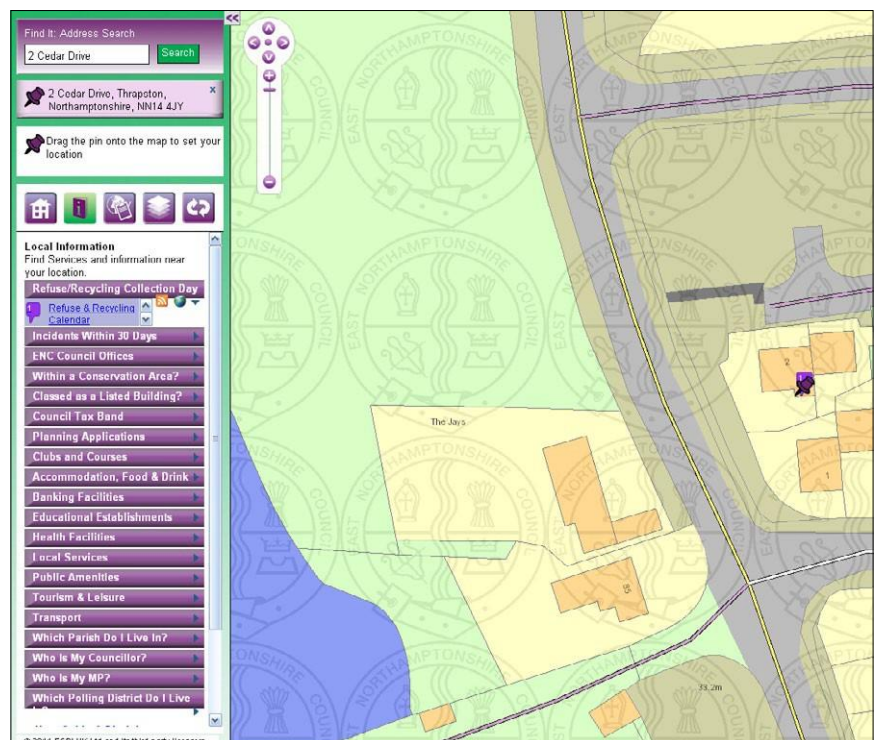 Find It: Address Search
2 Cedar Drive
Search
2 Cedar Drive, Thrapston,
Northamptonshire, NN14 4JY
x
Drag the pin onto the map to set your
location
Local Information
Find Services and information near
your location.
Refuse/Recycling Collection Day
1
Refuse & Recycling
Calendar
Incidents Within 30 Days
ENC Council Offices
Within a Conservation Area?
Classed as a Listed Building?
Council Tax Band
Planning Applications
Clubs and Courses
Accommodation, Food & Drink
Banking Facilities
Educational Establishments
Health Facilities
Local Services
Public Amenities
Tourism & Leisure
Transport
Which Parish Do I Live In?
Who Is My Councillor?
Who Is My MP?
Which Polling District Do I Live
The Jays
2
1
1
33.2m
EAST NORTHAMPTONSHIRE COUNCIL